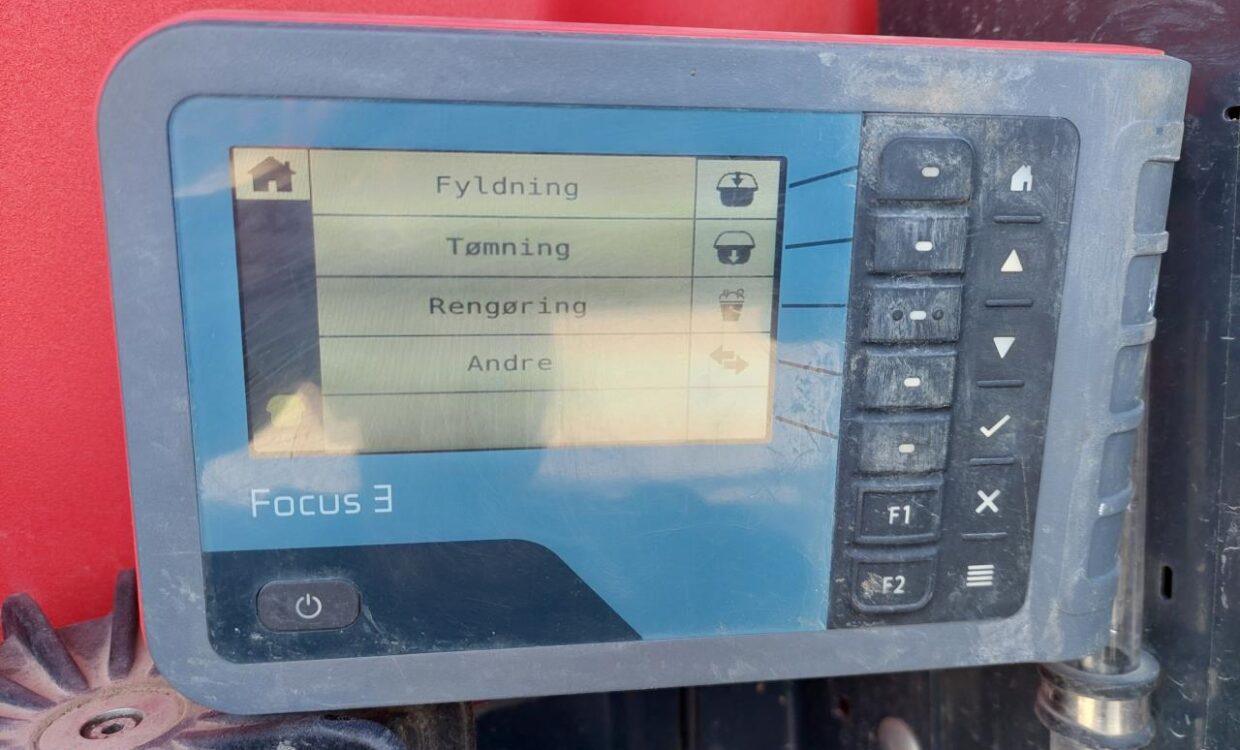 Fyldning
Tømning
Rengøring
Andre
Focus 3
F1
F2